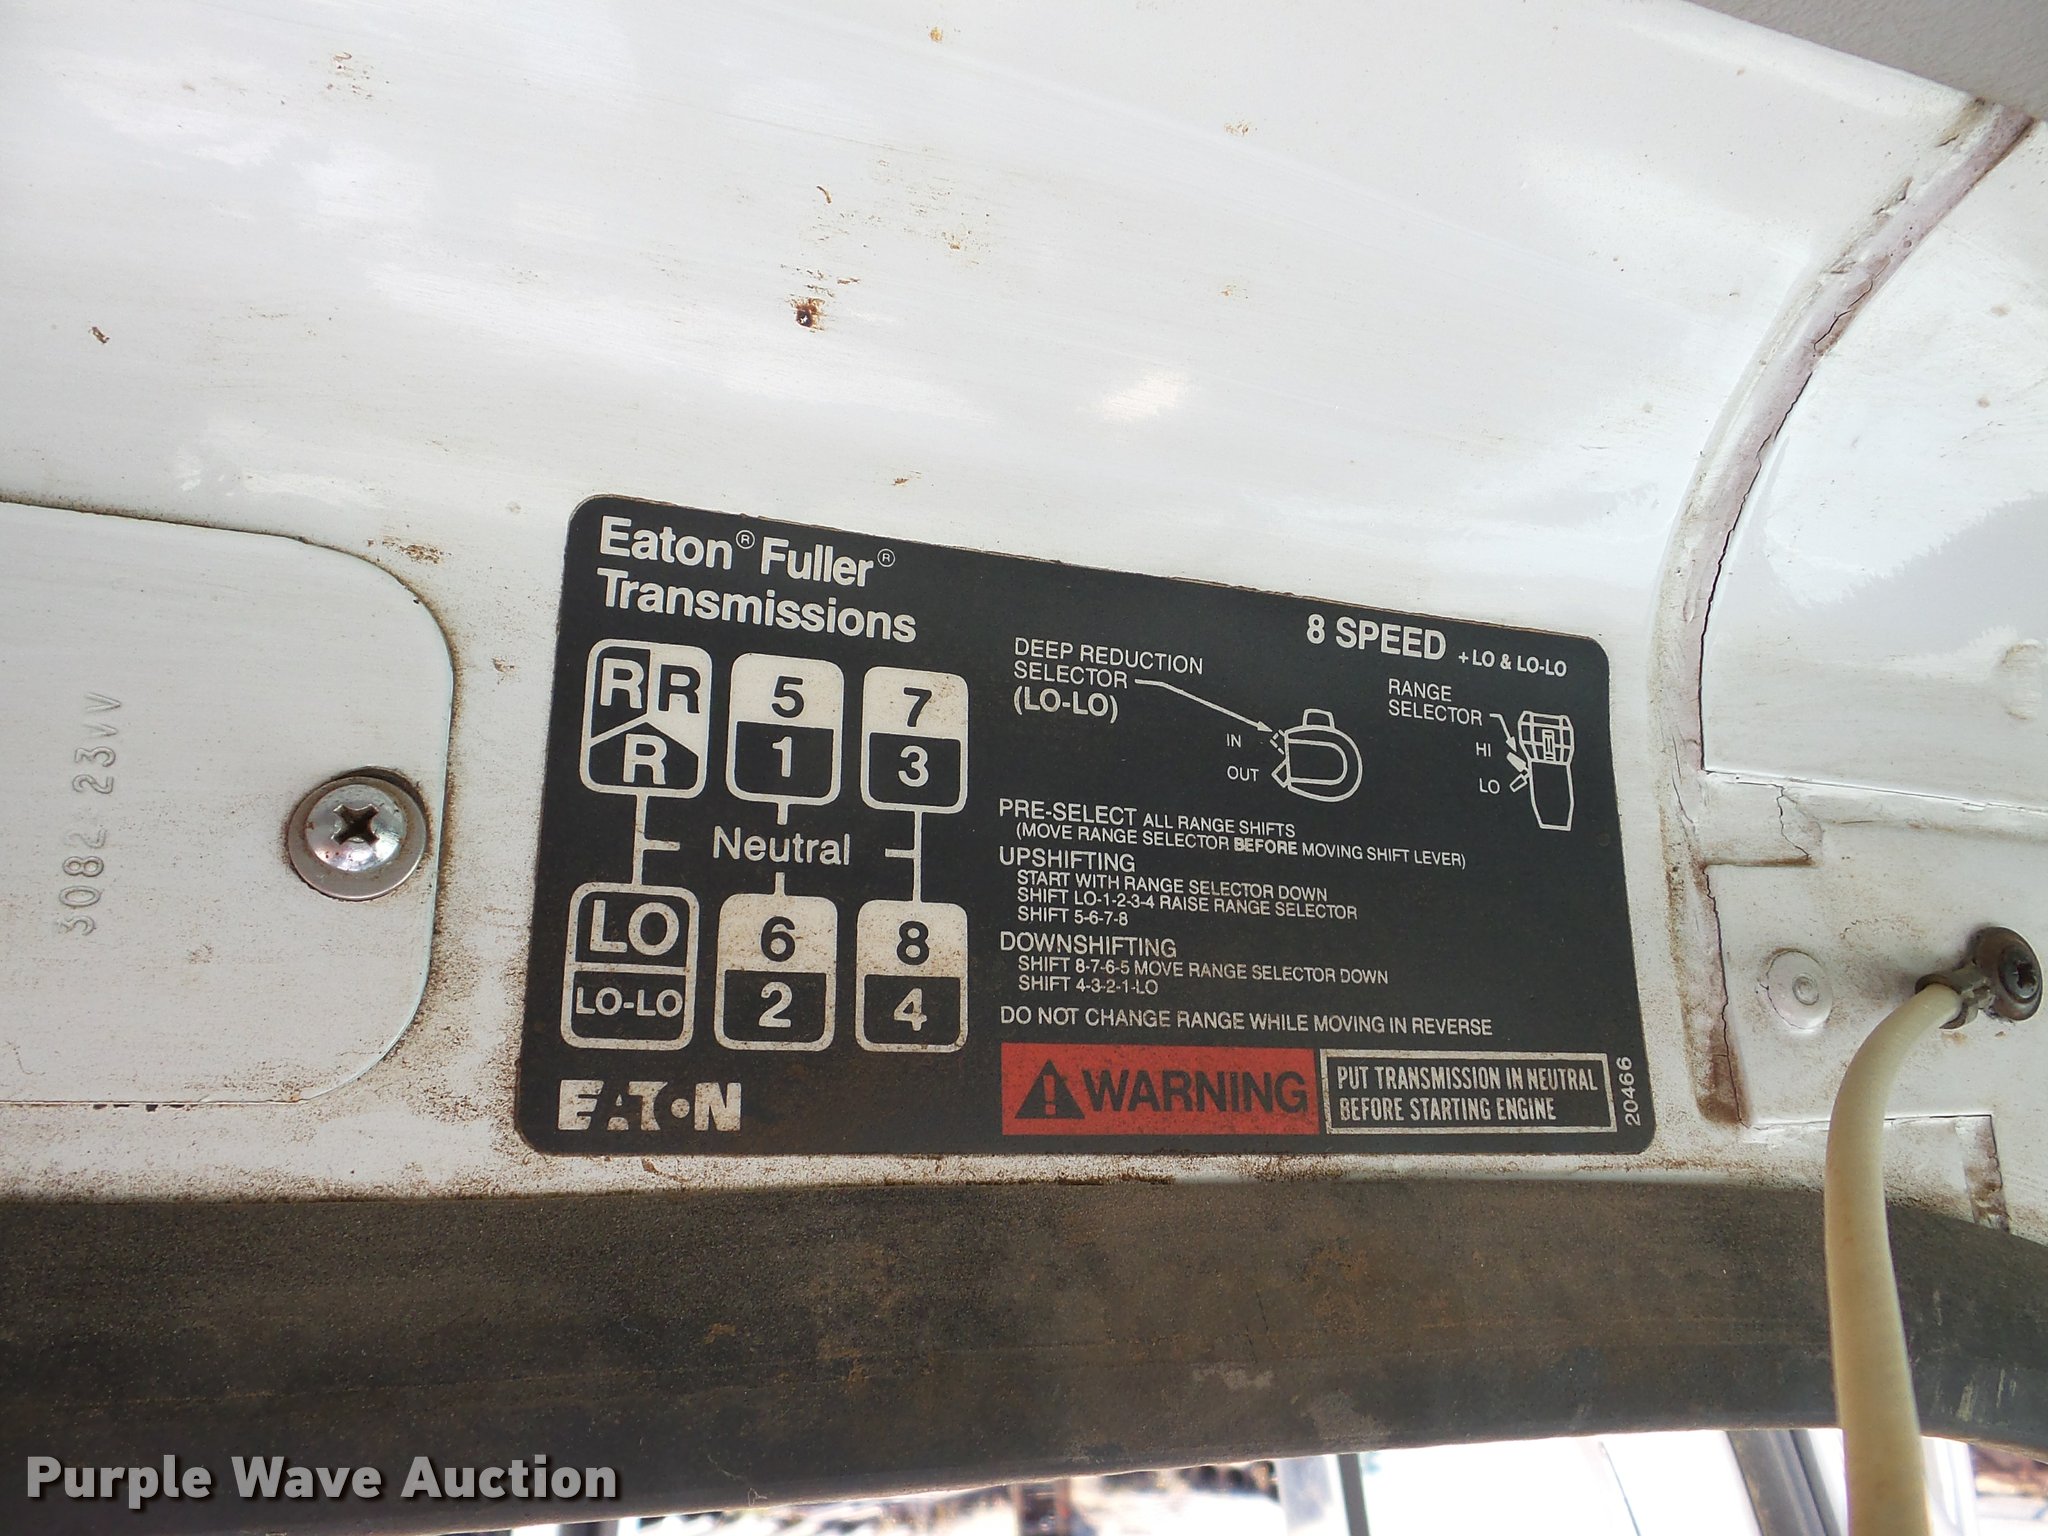 Eaton® Fuller®
Transmissions
8 SPEED +LO & LO-LO
R R
R
5
1
7
3
Neutral
LO
LO-LO
6
2
8
4
EATON
DEEP REDUCTION
SELECTOR
(LO-LO)
IN
OUT
RANGE
SELECTOR
HI
LO
PRE-SELECT ALL RANGE SHIFTS
(MOVE RANGE SELECTOR BEFORE MOVING SHIFT LEVER)
UPSHIFTING
START WITH RANGE SELECTOR DOWN
SHIFT LO-1-2-3-4 RAISE RANGE SELECTOR
SHIFT 5-6-7-8
DOWNSHIFTING
SHIFT 8-7-6-5 MOVE RANGE SELECTOR DOWN
SHIFT 4-3-2-1-LO
DO NOT CHANGE RANGE WHILE MOVING IN REVERSE
WARNING
PUT TRANSMISSION IN NEUTRAL
BEFORE STARTING ENGINE
20466
Purple Wave Auction